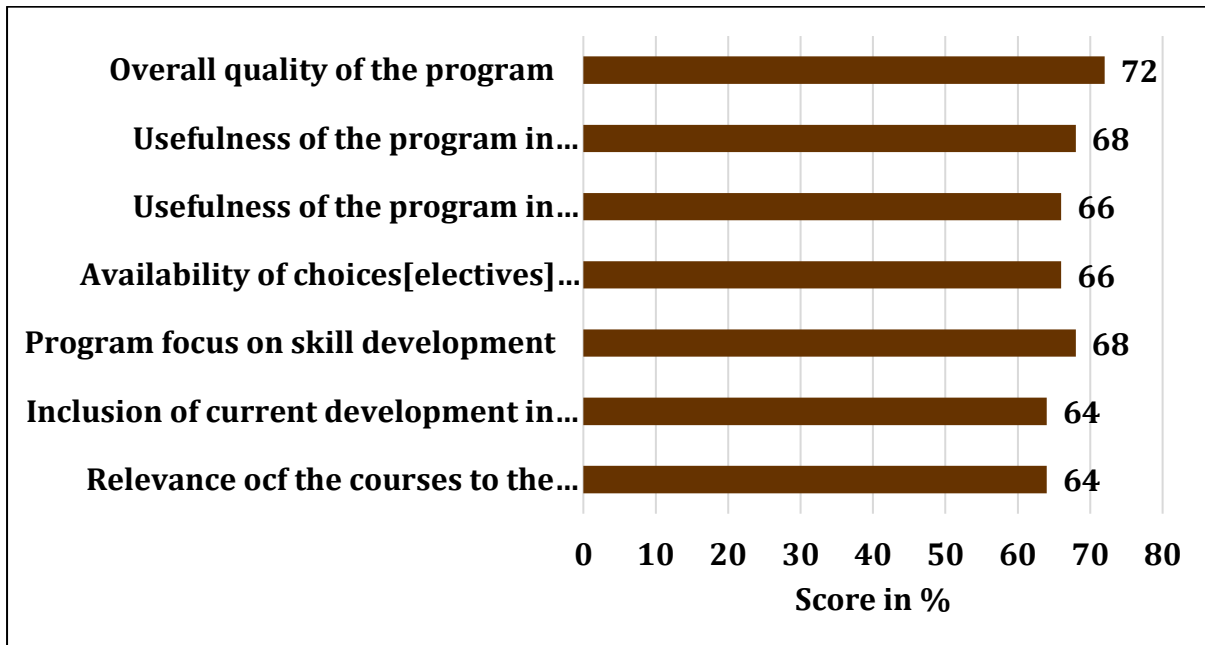 Overall quality of the program 72
Usefulness of the program in... 68
Usefulness of the program in... 66
Availability of choices[electives]... 66
Program focus on skill development 68
Inclusion of current development in... 64
Relevance ocf the courses to the... 64
0 10 20 30 40 50 60 70 80
Score in %